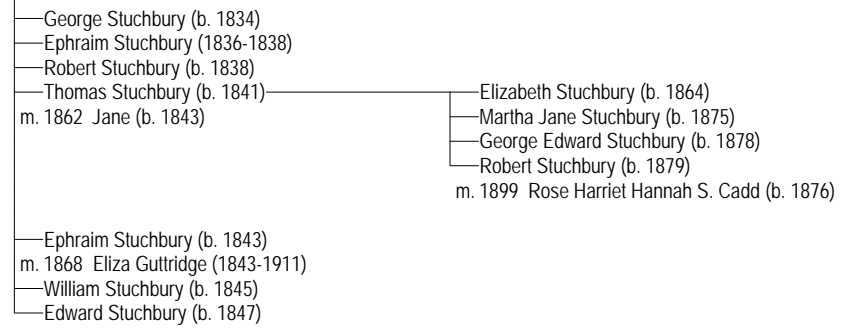 George Stuchbury (b. 1834)
Ephraim Stuchbury (1836-1838)
Robert Stuchbury (b. 1838)
Thomas Stuchbury (b. 1841)
m. 1862 Jane (b. 1843)
Elizabeth Stuchbury (b. 1864)
Martha Jane Stuchbury (b. 1875)
George Edward Stuchbury (b. 1878)
Robert Stuchbury (b. 1879)
m. 1899 Rose Harriet Hannah S. Cadd (b. 1876)
Ephraim Stuchbury (b. 1843)
m. 1868 Eliza Guttridge (1843-1911)
William Stuchbury (b. 1845)
Edward Stuchbury (b. 1847)